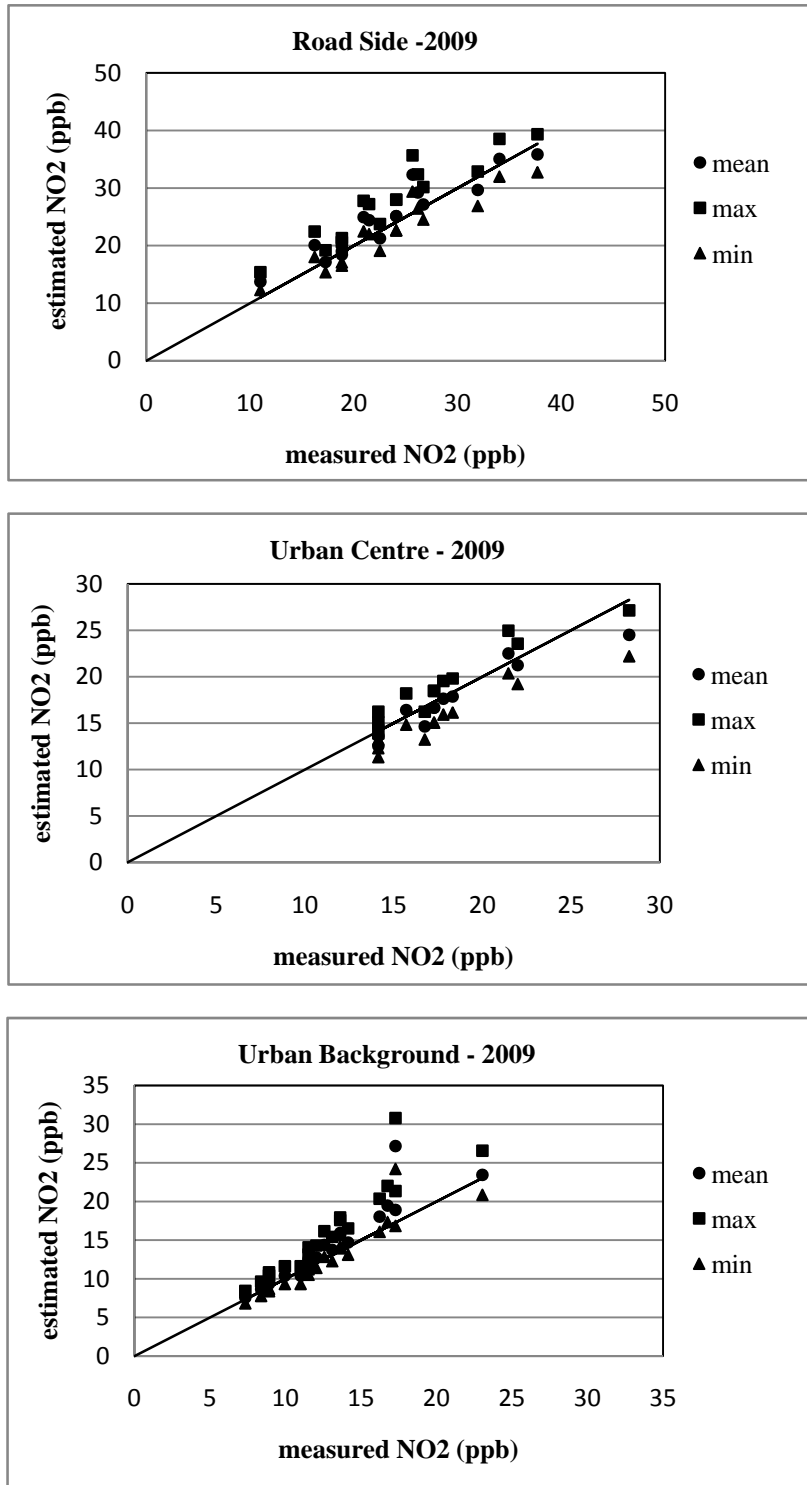 Road Side -2009
estimated NO2 (ppb)
50
40
30
20
10
0
0 10 20 30 40 50
measured NO2 (ppb)
mean
max
min
Urban Centre - 2009
estimated NO2 (ppb)
30
25
20
15
10
5
0
0 5 10 15 20 25 30
measured NO2 (ppb)
mean
max
min
Urban Background - 2009
estimated NO2 (ppb)
35
30
25
20
15
10
5
0
0 5 10 15 20 25 30 35
measured NO2 (ppb)
mean
max
min